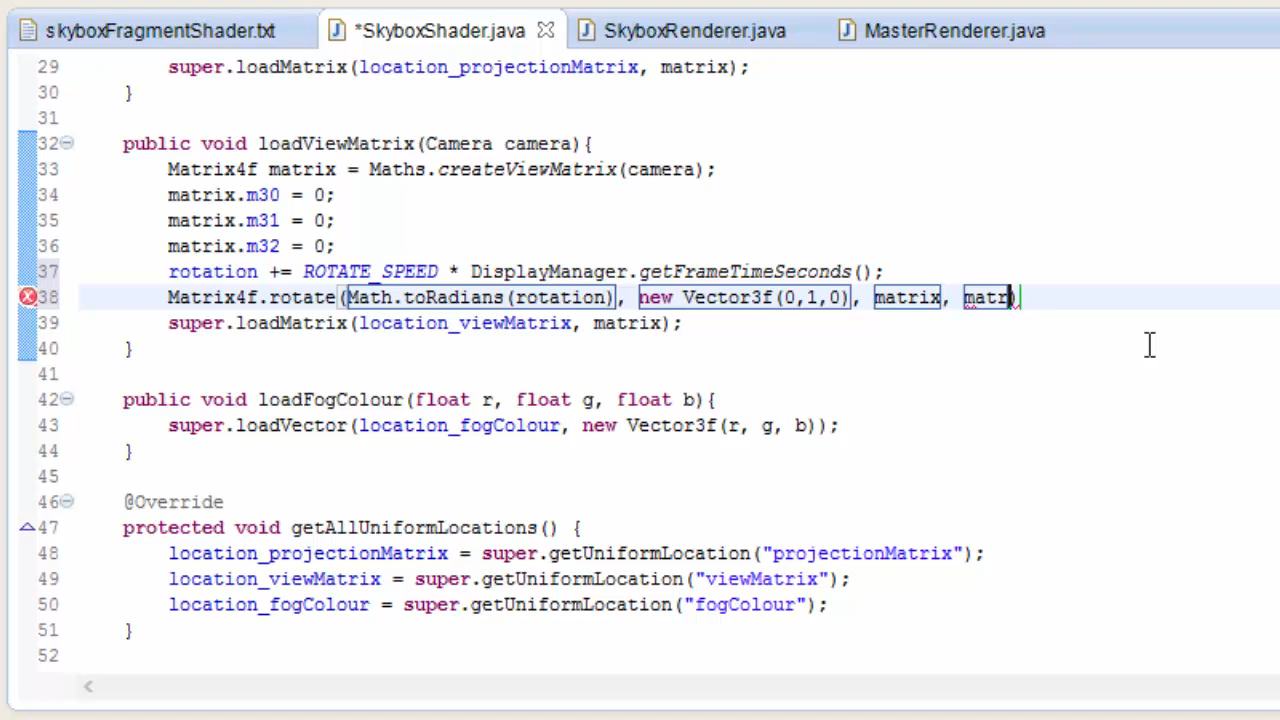 skyboxFragmentShader.txt *SkyboxShader.java SkyboxRenderer.java MasterRenderer.java
29 super.loadMatrix(location_projectionMatrix, matrix);
30 }
31
32 public void loadViewMatrix(Camera camera){
33 Matrix4f matrix = Maths.createViewMatrix(camera);
34 matrix.m30 = 0;
35 matrix.m31 = 0;
36 matrix.m32 = 0;
37 rotation += ROTATE_SPEED * DisplayManager.getFrameTimeSeconds();
38 Matrix4f.rotate(Math.toRadians(rotation), new Vector3f(0,1,0), matrix, matr)
39 super.loadMatrix(location_viewMatrix, matrix);
40 }
41
42 public void loadFogColour(float r, float g, float b){
43 super.loadVector(location_fogColour, new Vector3f(r, g, b));
44 }
45
46 @Override
47 protected void getAllUniformLocations() {
48 location_projectionMatrix = super.getUniformLocation("projectionMatrix");
49 location_viewMatrix = super.getUniformLocation("viewMatrix");
50 location_fogColour = super.getUniformLocation("fogColour");
51 }
52